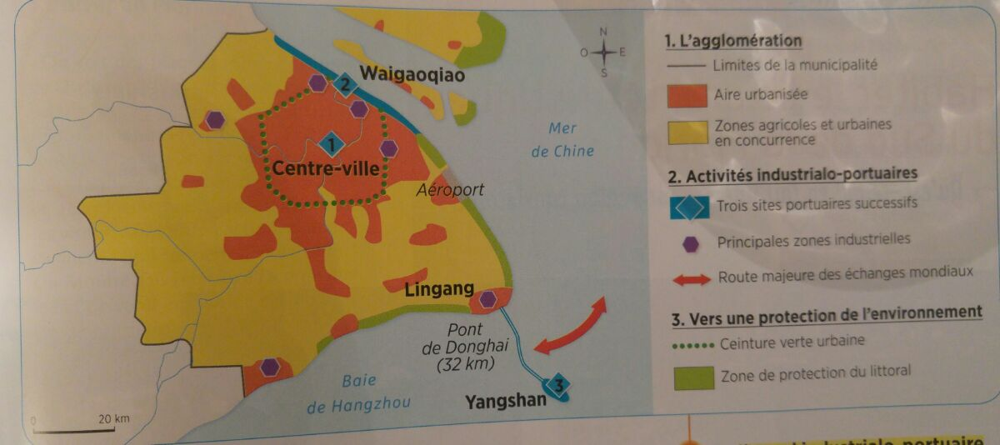 Waigaoqiao
2
1
Centre-ville
Aéroport
Mer
de Chine
N
O
E
S
Lingang
Pont
de Donghai
(32 km)
3
Yangshan
Baie
de Hangzhou
0
20 km
1. L'agglomération
Limites de la municipalité
Aire urbanisée
Zones agricoles et urbaines
en concurrence
2. Activités industrialo-portuaires
Trois sites portuaires successifs
Principales zones industrielles
Route majeure des échanges mondiaux
3. Vers une protection de l'environnement
Ceinture verte urbaine
Zone de protection du littoral